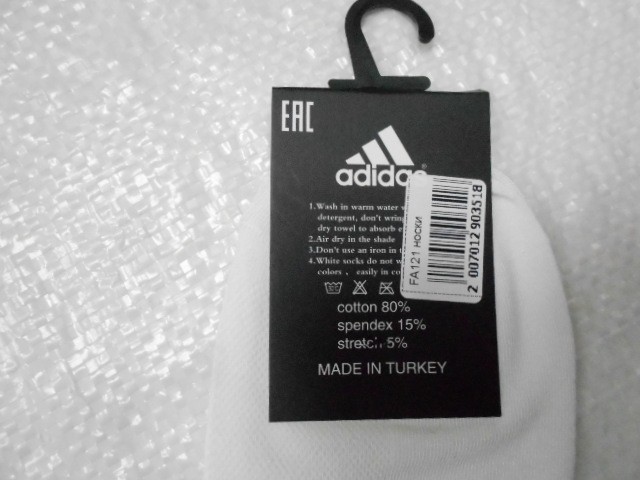 EAC
adidas
1.Wash in warm water
detergent, don't wring
dry towel to absorb
2.Air dry in the shade
3.Don't use an iron in
4.White socks do not
colors , easily in
cotton 80%
spendex 15%
stretch 5%
MADE IN TURKEY
FA121 носки
2 007012 903518